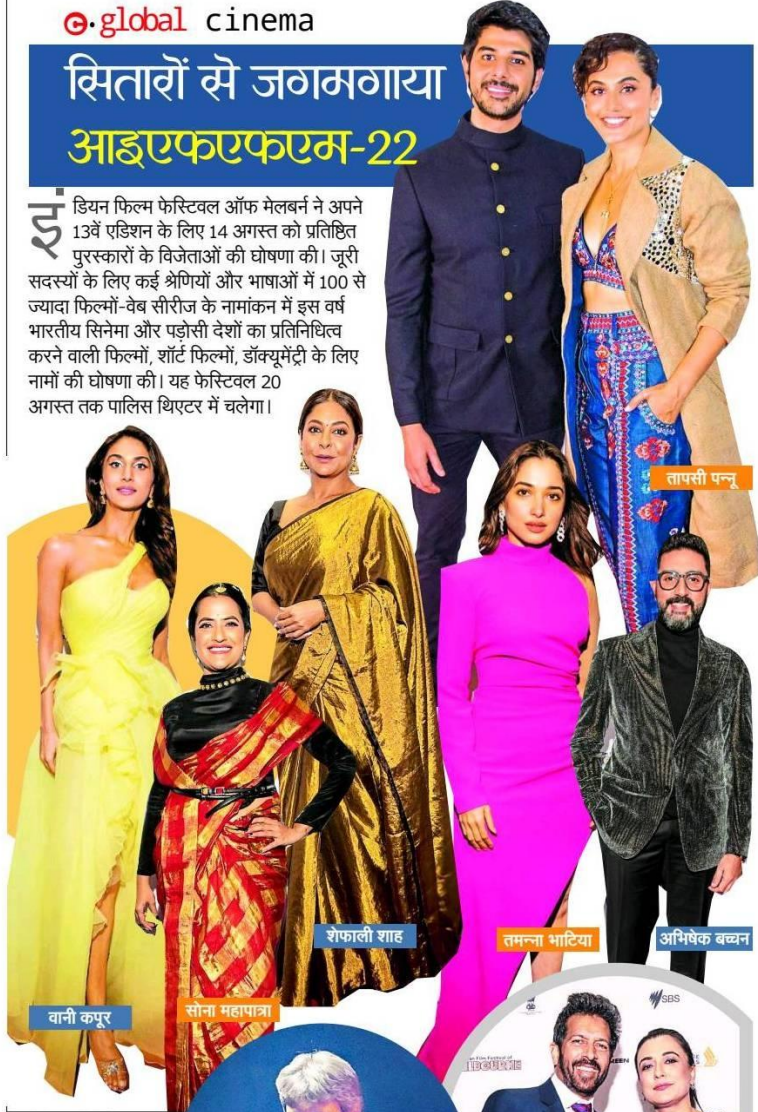 global cinema
सितारों से जगमगाया
आइएफएफएम-22
इंडियन फिल्म फेस्टिवल ऑफ मेलबर्न ने अपने
13वें एडिशन के लिए 14 अगस्त को प्रतिष्ठित
पुरस्कारों के विजेताओं की घोषणा की। जूरी
सदस्यों के लिए कई श्रेणियों और भाषाओं में 100 से
ज्यादा फिल्मों-वेब सीरीज के नामांकन में इस वर्ष
भारतीय सिनेमा और पड़ोसी देशों का प्रतिनिधित्व
करने वाली फिल्मों, शॉर्ट फिल्मों, डॉक्यूमेंट्री के लिए
नामों की घोषणा की। यह फेस्टिवल 20
अगस्त तक पालिस थिएटर में चलेगा।
तापसी पन्नू
शेफाली शाह
तमन्ना भाटिया
अभिषेक बच्चन
वानी कपूर
सोना महापात्रा
SBS